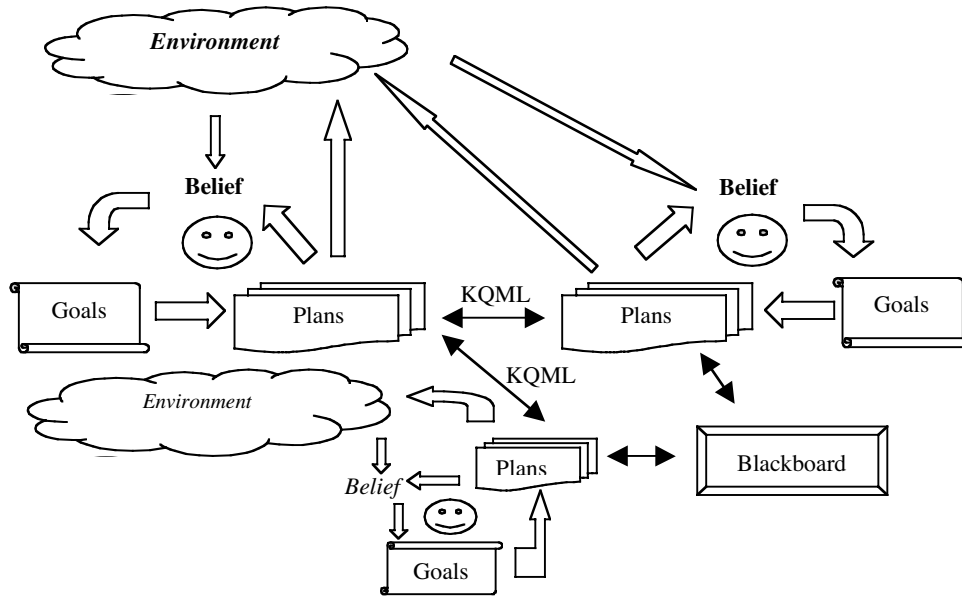 Environment
Belief
Belief
Goals
Plans
KQML
Plans
Goals
KQML
Environment
Plans
Blackboard
Belief
Goals